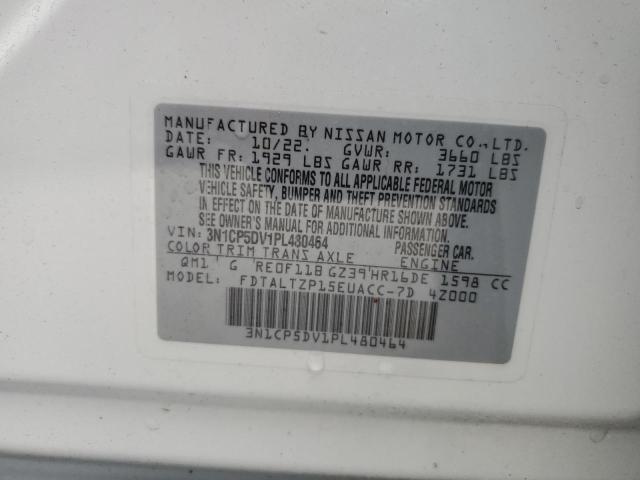 MANUFACTURED BY NISSAN MOTOR CO., LTD.
DATE: 10/22. GVWR: 3660 LBS
GAWR FR: 1929 LBS GAWR RR: 1731 LBS
THIS VEHICLE CONFORMS TO ALL APPLICABLE FEDERAL MOTOR
VEHICLE SAFETY, BUMPER AND THEFT PREVENTION STANDARDS
IN EFFECT ON THE DATE OF MANUFACTURE SHOWN ABOVE.
SEE OWNER'S MANUAL FOR ADDITIONAL INFORMATION.
VIN: 3N1CP5DV1PL480464 PASSENGER CAR.
COLOR TRIM TRANS AXLE ENGINE
QM1 G RE0F11B GZ39 HR16DE 1598 CC
MODEL: FDTALTZP15EUACC-7D 4Z000
3N1CP5DV1PL480464